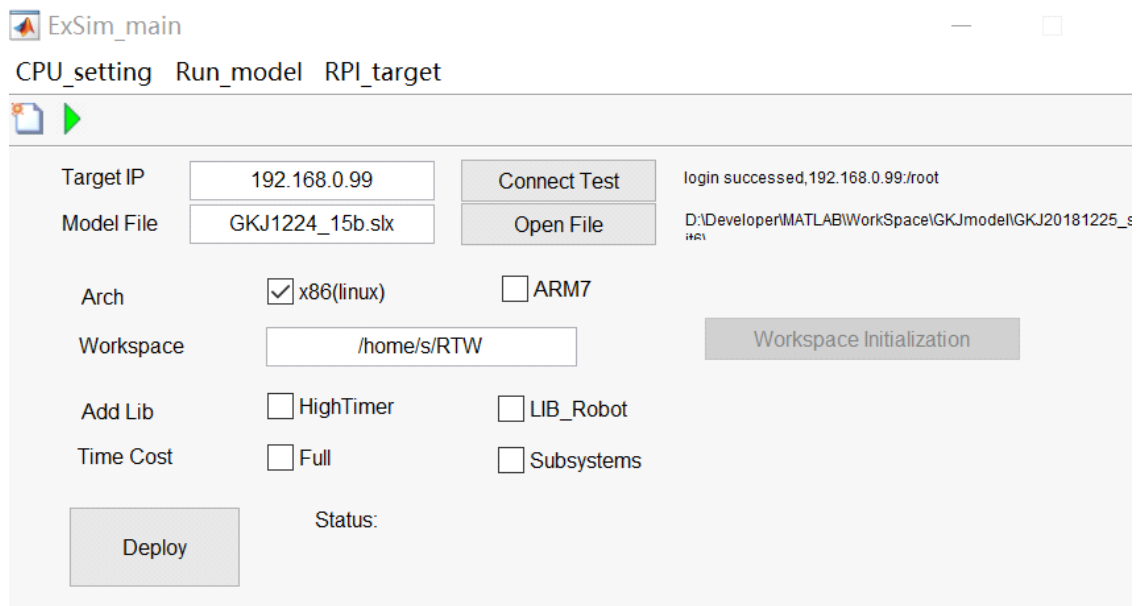 ExSim_main
CPU_setting Run_model RPI_target
Target IP 192.168.0.99 Connect Test login successed,192.168.0.99:/root
Model File GKJ1224_15b.slx Open File D:\Developer\MATLAB\WorkSpace\GKJmodel\GKJ20181225_s
it6\
Arch x86(linux) ARM7
Workspace /home/s/RTW Workspace Initialization
Add Lib HighTimer LIB_Robot
Time Cost Full Subsystems
Deploy Status: